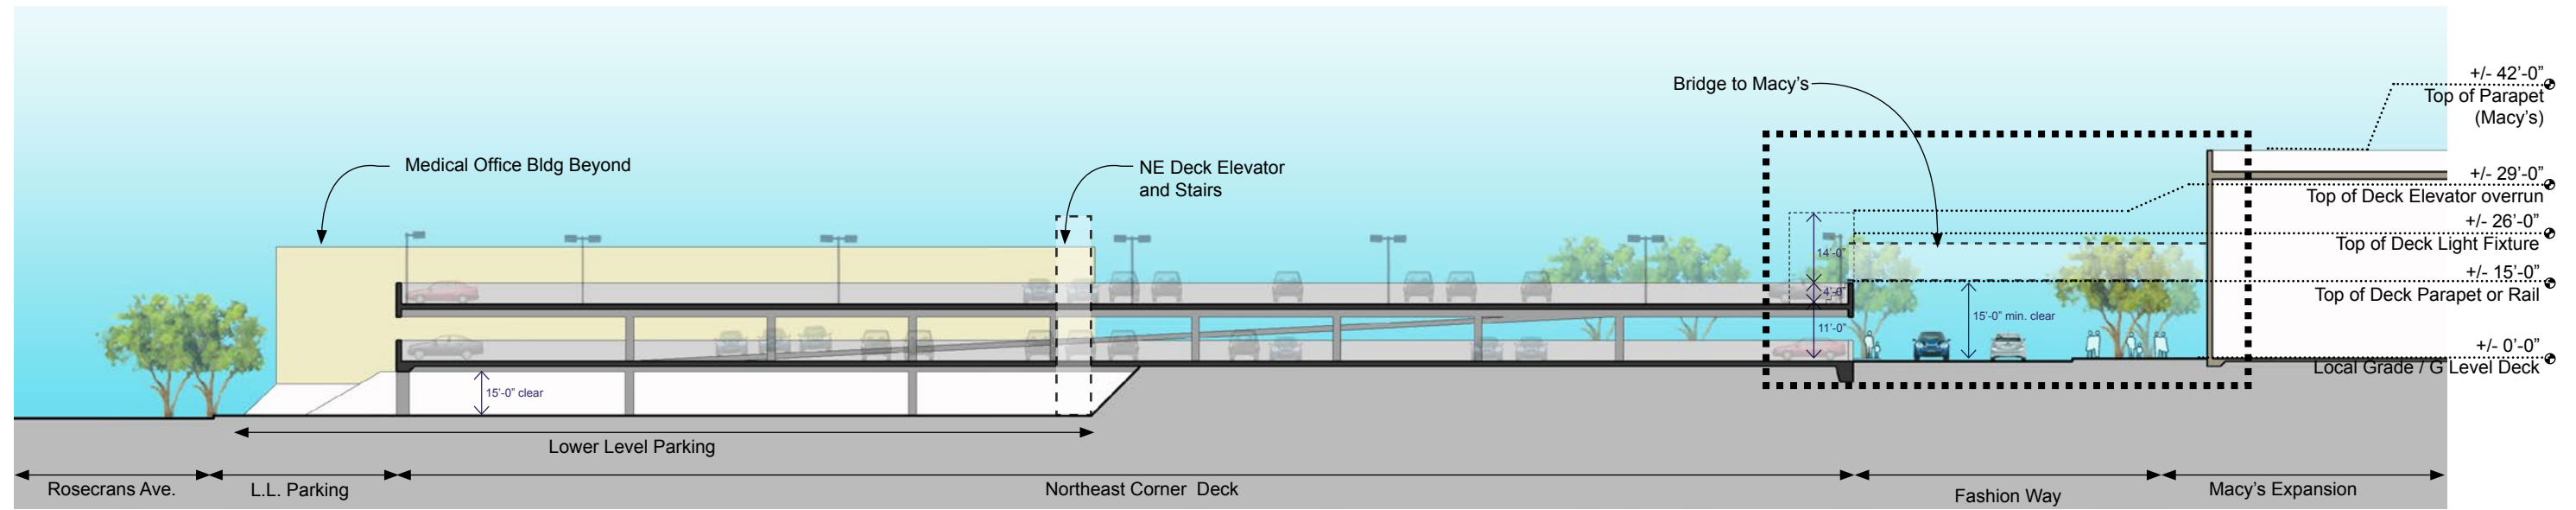 +/- 42’-0”
Top of Parapet
(Macy’s)
Bridge to Macy’s
Medical Office Bldg Beyond
NE Deck Elevator
and Stairs
+/- 29’-0”
Top of Deck Elevator overrun
+/- 26’-0”
Top of Deck Light Fixture
14’-0”
+/- 15’-0”
Top of Deck Parapet or Rail
4’-0”
15’-0” min. clear
11’-0”
+/- 0’-0”
Local Grade / G Level Deck
15’-0” clear
Lower Level Parking
Rosecrans Ave.
L.L. Parking
Northeast Corner Deck
Fashion Way
Macy’s Expansion